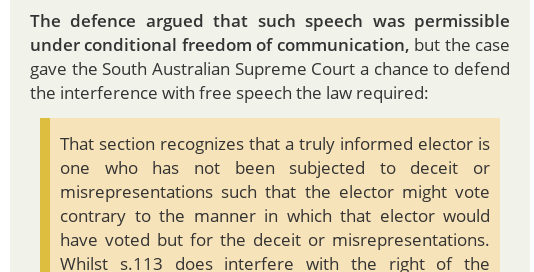 The defence argued that such speech was permissible
under conditional freedom of communication, but the case
gave the South Australian Supreme Court a chance to defend
the interference with free speech the law required:
That section recognizes that a truly informed elector is
one who has not been subjected to deceit or
misrepresentations such that the elector might vote
contrary to the manner in which that elector would
have voted but for the deceit or misrepresentations.
Whilst s.113 does interfere with the right of the